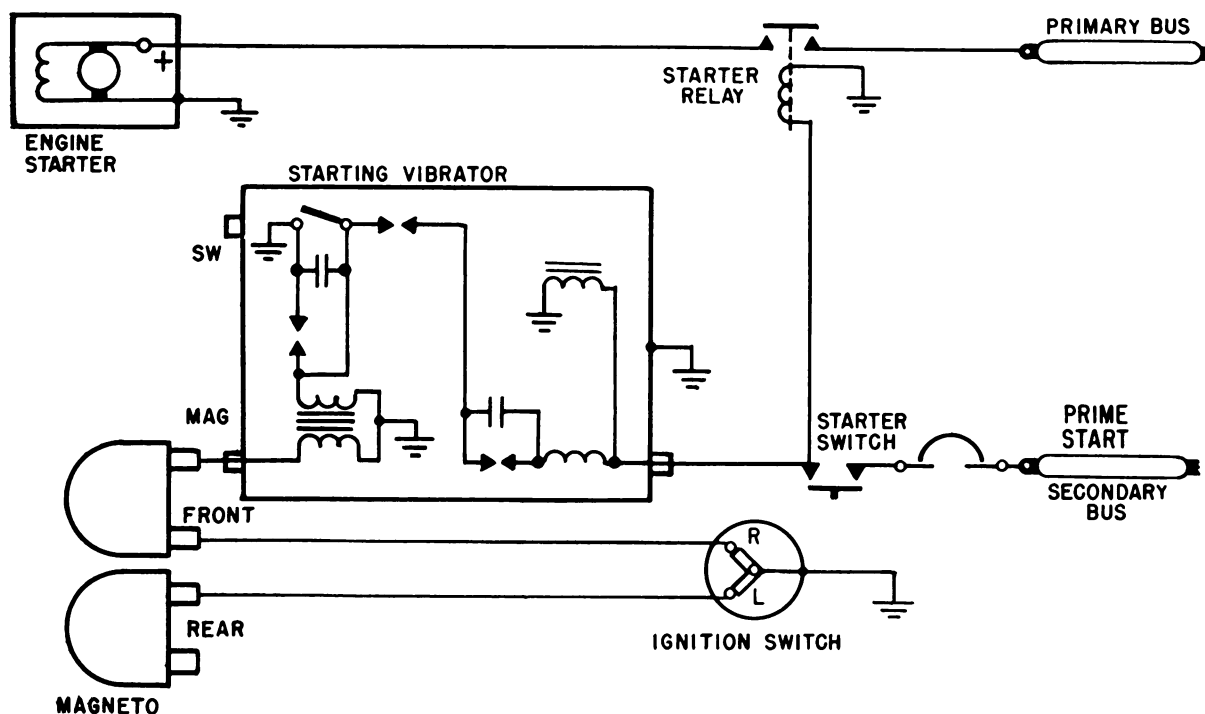 PRIMARY BUS
+
STARTER
RELAY
ENGINE
STARTER
STARTING VIBRATOR
SW
MAG
STARTER
SWITCH
PRIME
START
SECONDARY
BUS
FRONT
R
L
REAR
IGNITION SWITCH
MAGNETO